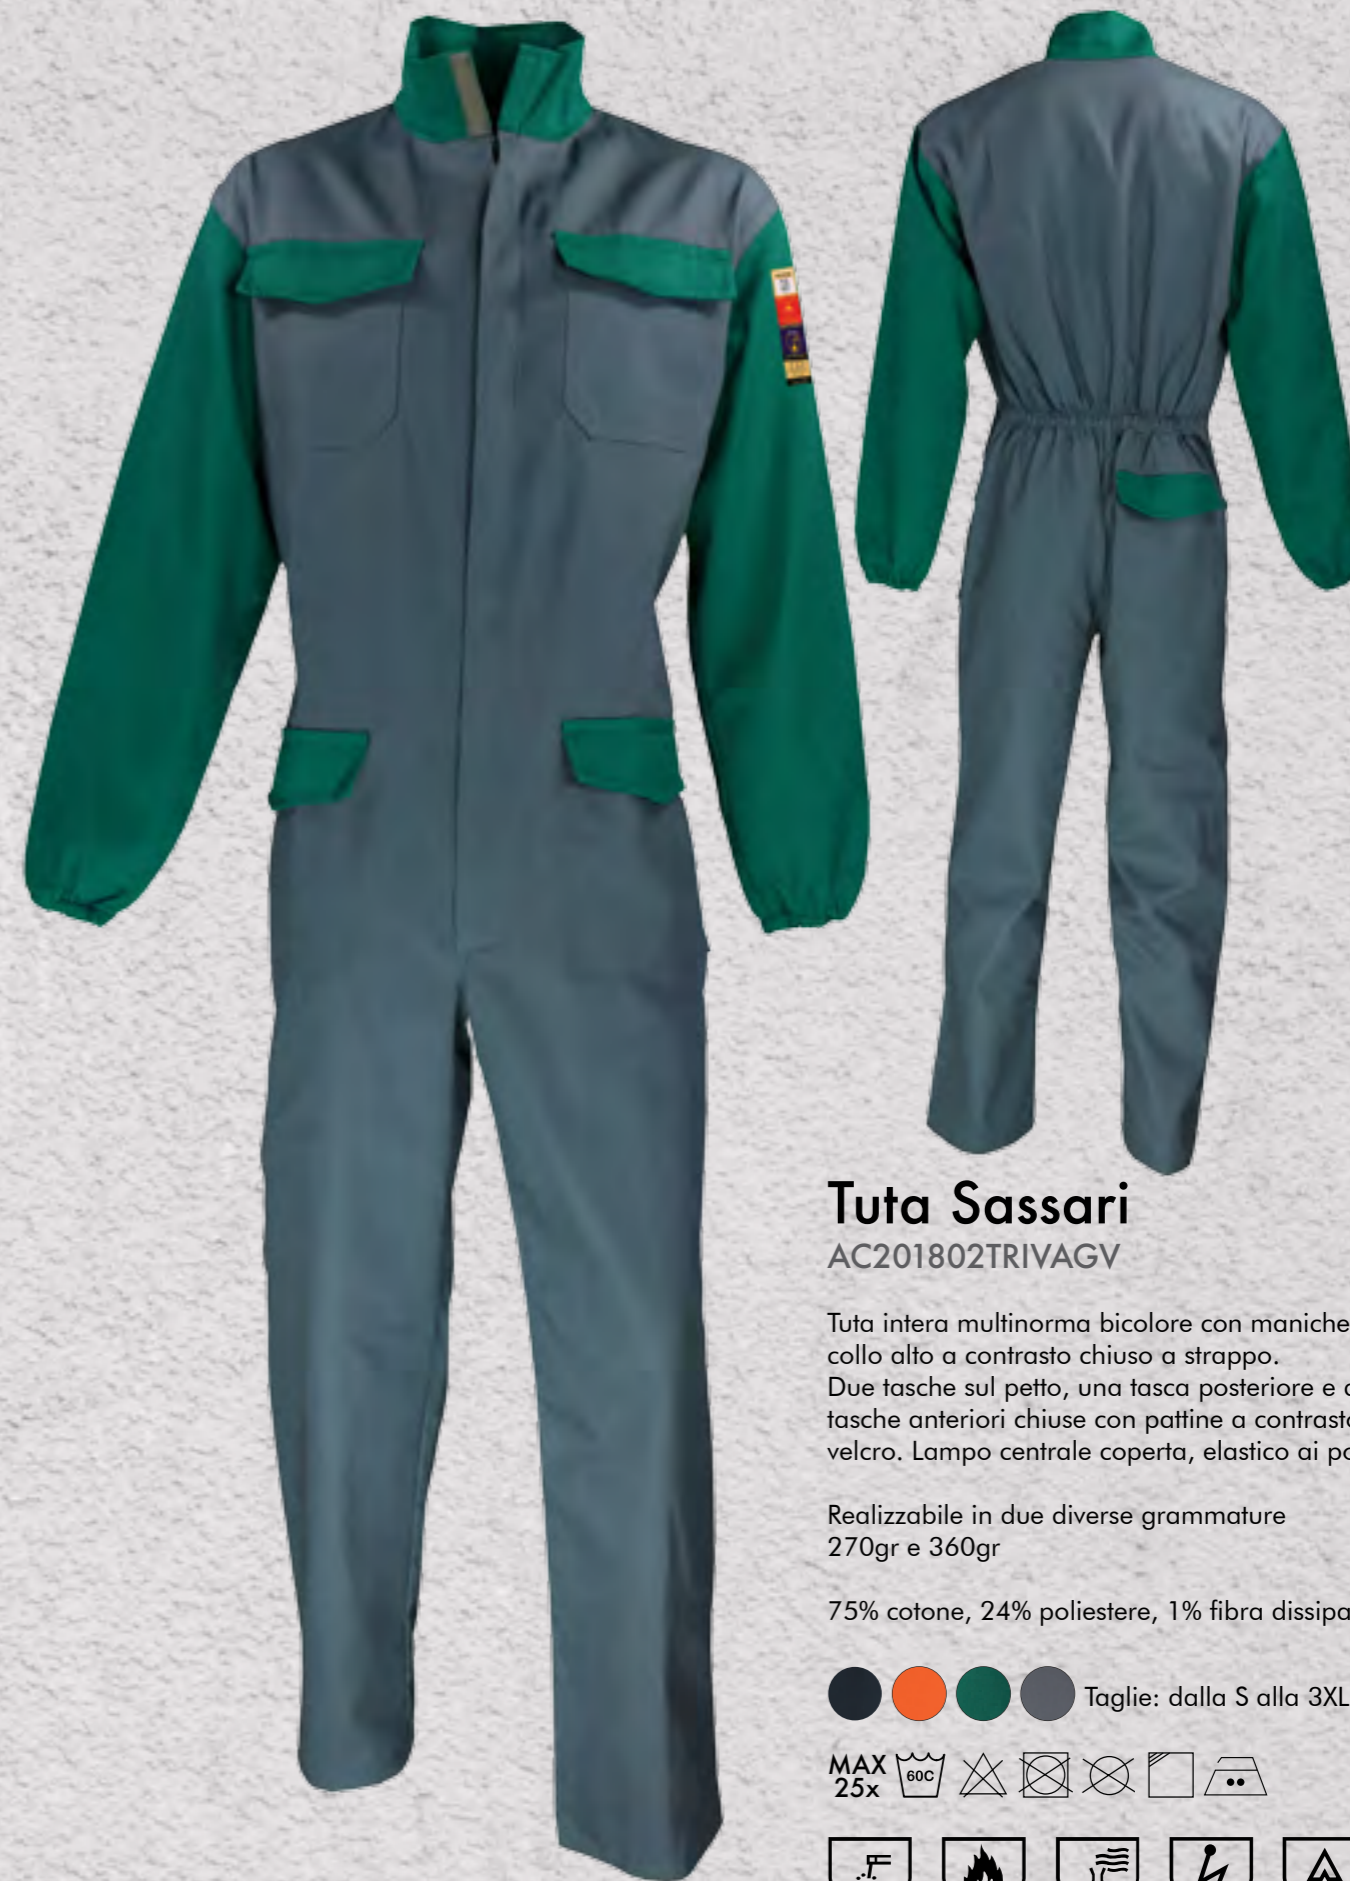 Tuta Sassari
AC201802TRIVAGV
Tuta intera multinorma bicolore con maniche
collo alto a contrasto chiuso a strappo.
Due tasche sul petto, una tasca posteriore e
tasche anteriori chiuse con pattine a contrasto
velcro. Lampo centrale coperta, elastico ai
Realizzabile in due diverse grammature
270gr e 360gr
75% cotone, 24% poliestere, 1% fibra
Taglie: dalla S alla 3XL
MAX
25x
60C